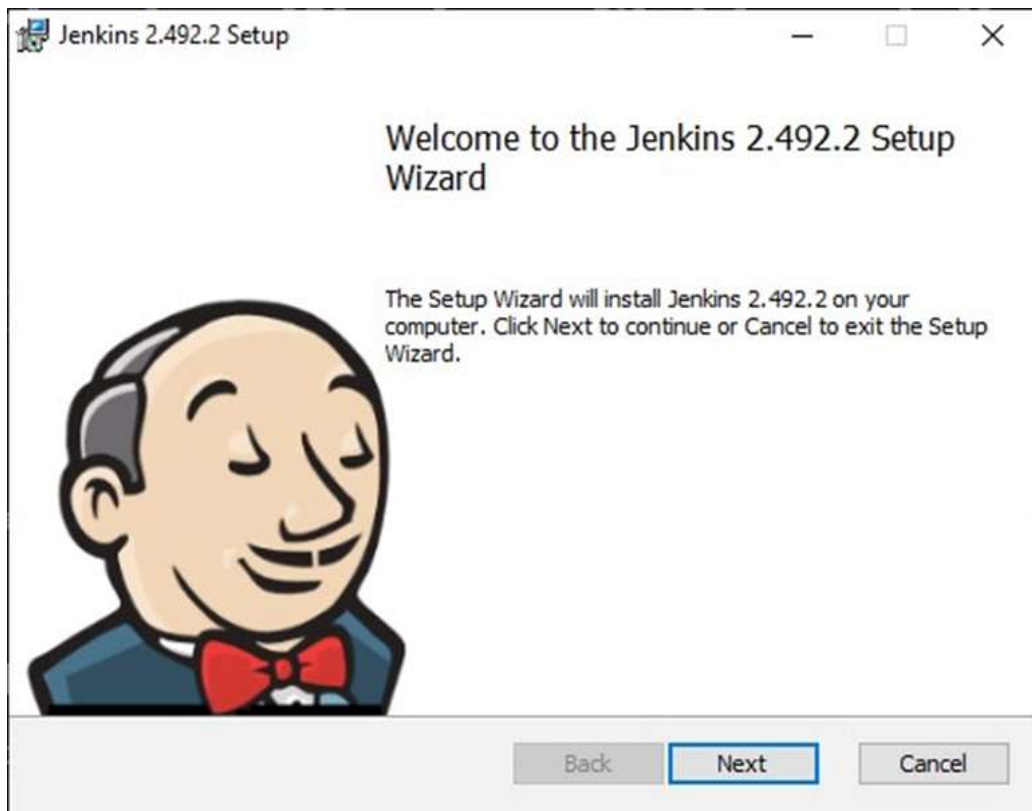 Jenkins 2.492.2 Setup
Welcome to the Jenkins 2.492.2 Setup
Wizard
The Setup Wizard will install Jenkins 2.492.2 on your
computer. Click Next to continue or Cancel to exit the Setup
Wizard.
Back Next Cancel